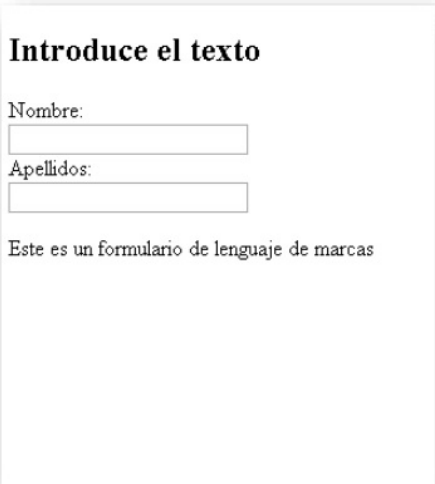 Introduce el texto
Nombre:
Apellidos:
Este es un formulario de lenguaje de marcas